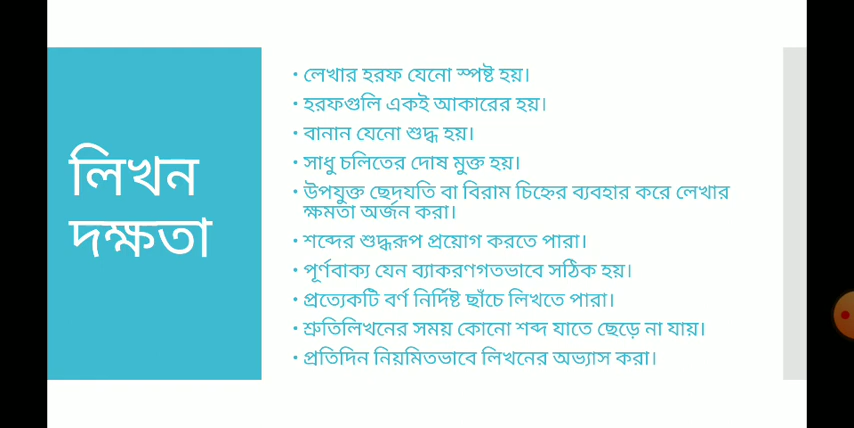 লিখন
দক্ষতা
• লেখার হরফ যেনো স্পষ্ট হয়।
• হরফগুলি একই আকারের হয়।
• বানান যেনো শুদ্ধ হয়।
• সাধু চলিতের দোষ মুক্ত হয়।
• উপযুক্ত ছেদযতি বা বিরাম চিহ্নের ব্যবহার করে লেখার
ক্ষমতা অর্জন করা।
• শব্দের শুদ্ধরূপ প্রয়োগ করতে পারা।
• পূর্ণবাক্য যেন ব্যাকরণগতভাবে সঠিক হয়।
• প্রত্যেকটি বর্ণ নির্দিষ্ট ছাঁচে লিখতে পারা।
• শ্রুতিলিখনের সময় কোনো শব্দ যাতে ছেড়ে না যায়।
• প্রতিদিন নিয়মিতভাবে লিখনের অভ্যাস করা।